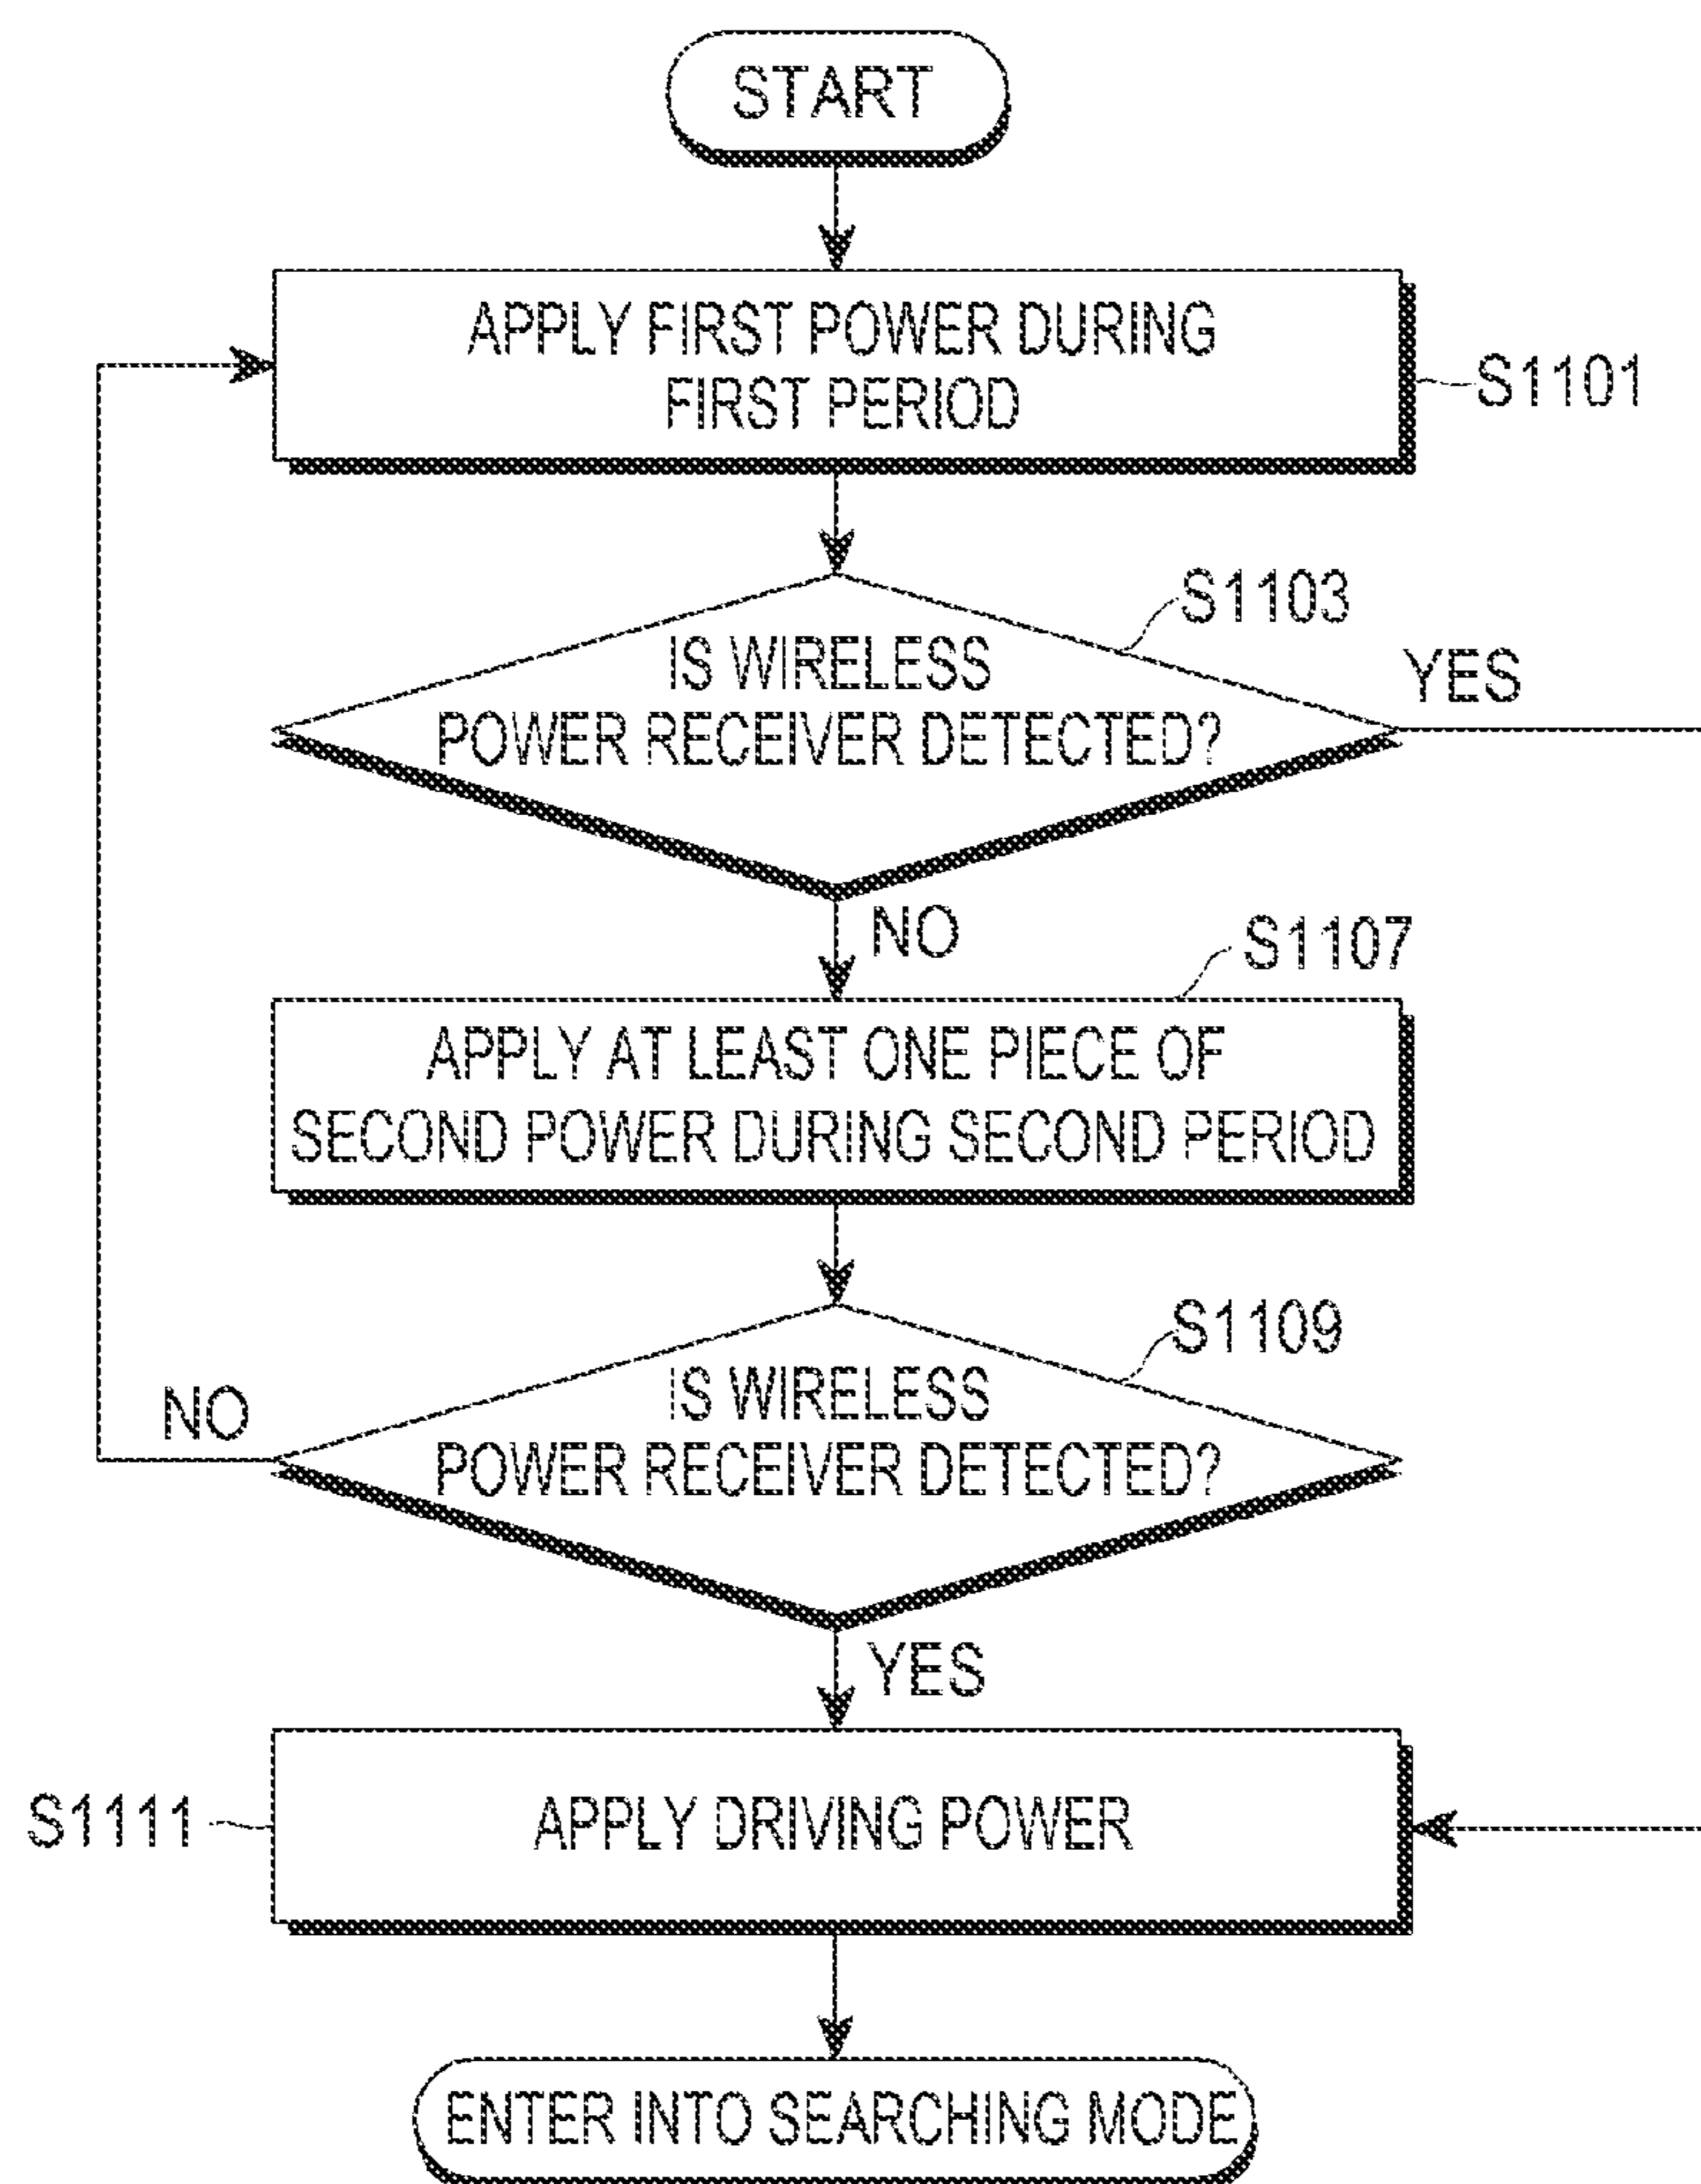 START
APPLY FIRST POWER DURING
FIRST PERIOD
S1101
S1103
IS WIRELESS
POWER RECEIVER DETECTED?
YES
NO
S1107
APPLY AT LEAST ONE PIECE OF
SECOND POWER DURING SECOND PERIOD
S1109
IS WIRELESS
POWER RECEIVER DETECTED?
NO
YES
S1111
APPLY DRIVING POWER
ENTER INTO SEARCHING MODE